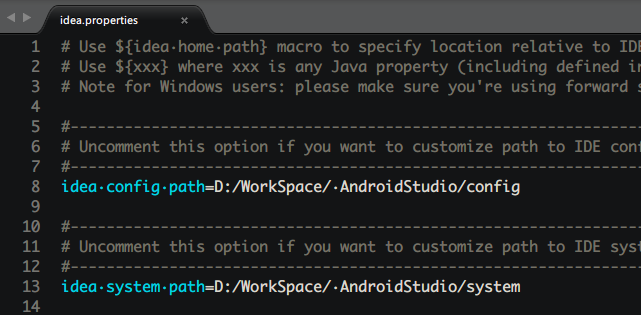 idea.properties ×
1 # Use ${idea·home·path} macro to specify location relative to IDE
2 # Use ${xxx} where xxx is any Java property (including defined in
3 # Note for Windows users: please make sure you're using forward s
4
5 #----------------------------------------------------------------
6 # Uncomment this option if you want to customize path to IDE conf
7 #----------------------------------------------------------------
8 idea·config·path=D:/WorkSpace/·AndroidStudio/config
9
10 #----------------------------------------------------------------
11 # Uncomment this option if you want to customize path to IDE syst
12 #----------------------------------------------------------------
13 idea·system·path=D:/WorkSpace/·AndroidStudio/system
14